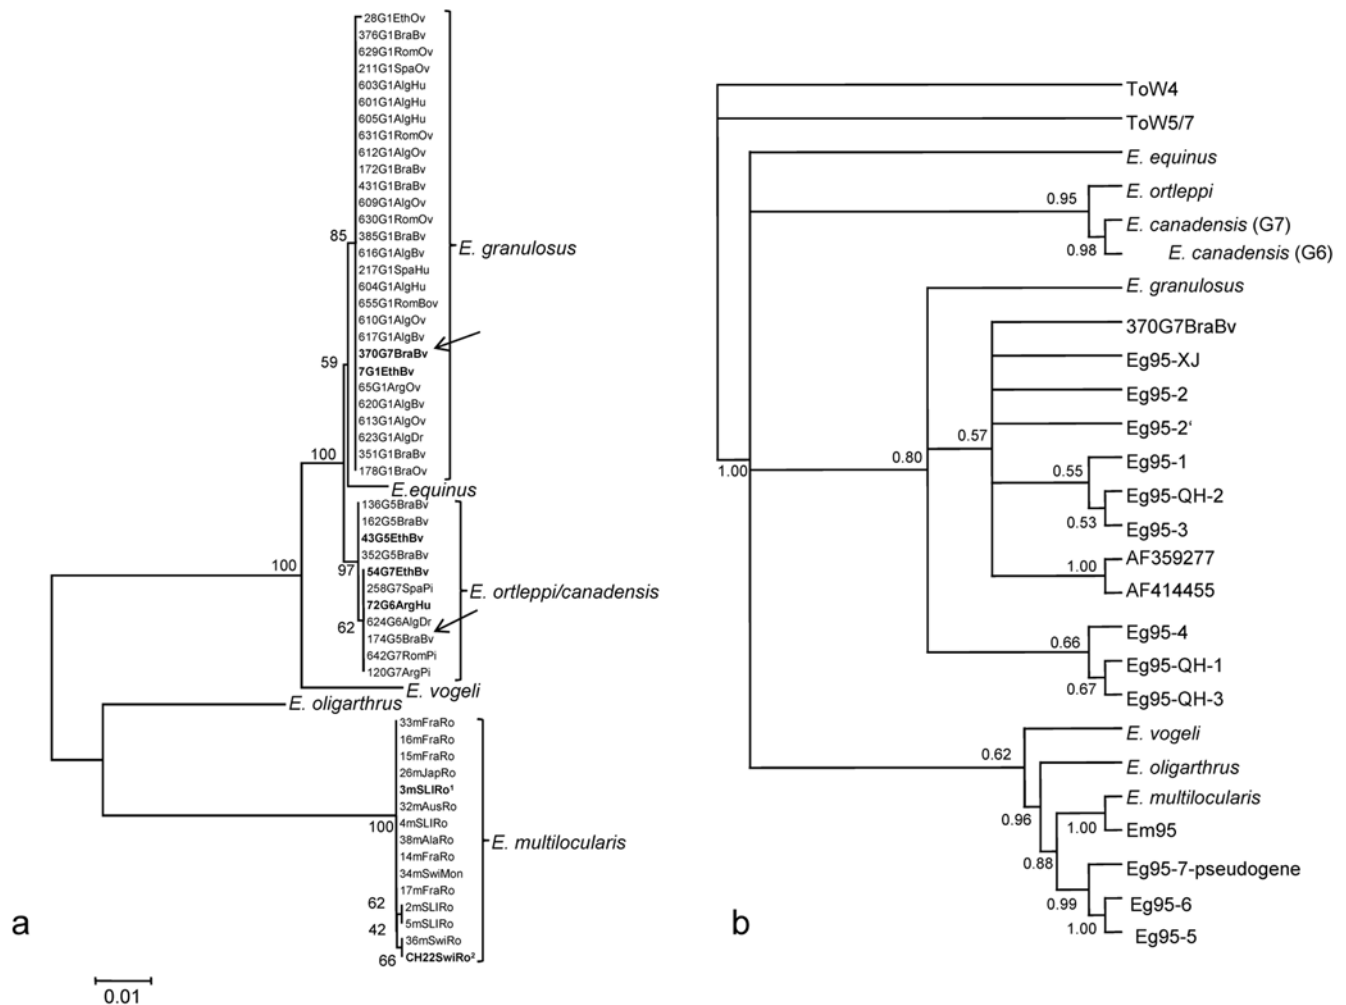 28G1EthOv
376G1BraBv
629G1RomOv
211G1SpaOv
603G1AlgHu
601G1AlgHu
605G1AlgHu
631G1RomOv
612G1AlgOv
172G1BraBv
431G1BraBv
609G1AlgOv
630G1RomOv
385G1BraBv
616G1AlgBv
217G1SpaHu
604G1AlgHu
655G1RomBov
610G1AlgOv
617G1AlgBv
370G7BraBv
7G1EthBv
65G1ArgOv
620G1AlgBv
613G1AlgOv
623G1AlgDr
351G1BraBv
178G1BraOv
E. granulosus
85
59
100
E.equinus
136G5BraBv
162G5BraBv
43G5EthBv
352G5BraBv
54G7EthBv
258G7SpaPi
72G6ArgHu
624G6AlgDr
174G5BraBv
642G7RomPi
120G7ArgPi
E. ortleppi/canadensis
100
97
62
E. vogeli
E. oligarthrus
33mFraRo
16mFraRo
15mFraRo
26mJapRo
3mSLIRo¹
32mAusRo
4mSLIRo
38mAlaRo
14mFraRo
34mSwiMon
17mFraRo
2mSLIRo
5mSLIRo
36mSwiRo
CH22SwiRo²
E. multilocularis
100
62
42
66
a
0.01
ToW4
ToW5/7
E. equinus
E. ortleppi
0.95
E. canadensis (G7)
E. canadensis (G6)
0.98
E. granulosus
370G7BraBv
Eg95-XJ
Eg95-2
Eg95-2‘
0.57
Eg95-1
0.55
Eg95-QH-2
Eg95-3
0.53
0.80
1.00
AF359277
1.00
AF414455
Eg95-4
0.66
Eg95-QH-1
0.67
Eg95-QH-3
E. vogeli
0.62
E. oligarthrus
E. multilocularis
0.96
1.00
Em95
0.88
Eg95-7-pseudogene
0.99
Eg95-6
1.00
Eg95-5
b